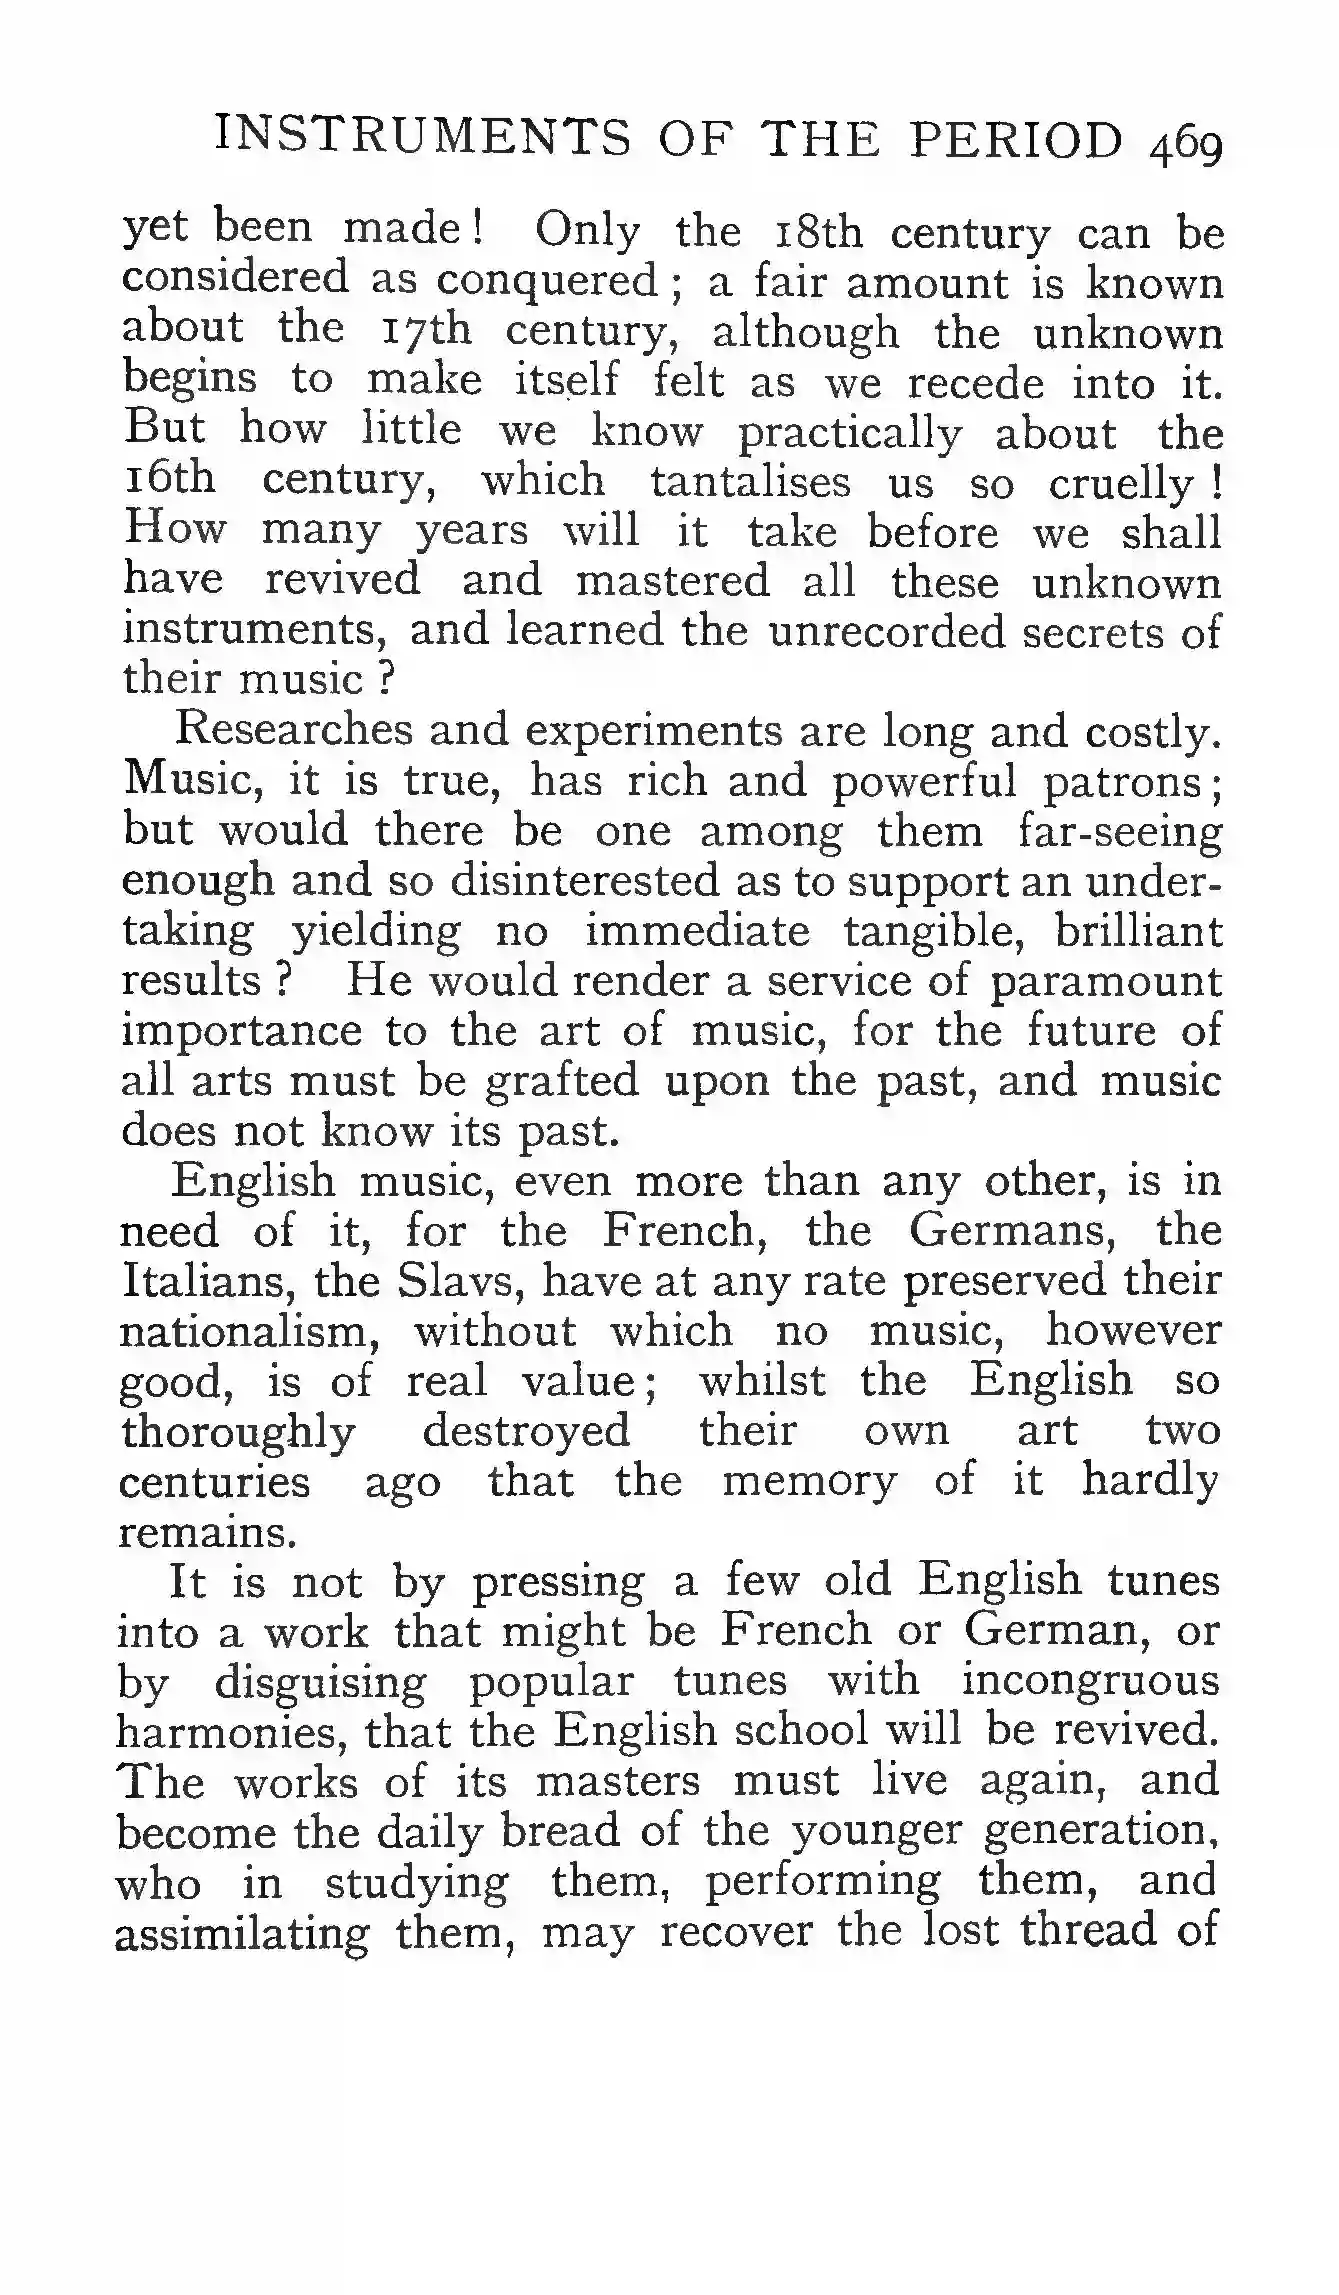 INSTRUMENTS OF THE PERIOD 469
yet been made! Only the 18th century can be
considered as conquered; a fair amount is known
about the 17th century, although the unknown
begins to make itself felt as we recede into it.
But how little we know practically about the
16th century, which tantalises us so cruelly!
How many years will it take before we shall
have revived and mastered all these unknown
instruments, and learned the unrecorded secrets of
their music?
Researches and experiments are long and costly.
Music, it is true, has rich and powerful patrons;
but would there be one among them far-seeing
enough and so disinterested as to support an under-
taking yielding no immediate tangible, brilliant
results? He would render a service of paramount
importance to the art of music, for the future of
all arts must be grafted upon the past, and music
does not know its past.
English music, even more than any other, is in
need of it, for the French, the Germans, the
Italians, the Slavs, have at any rate preserved their
nationalism, without which no music, however
good, is of real value; whilst the English so
thoroughly destroyed their own art two
centuries ago that the memory of it hardly
remains.
It is not by pressing a few old English tunes
into a work that might be French or German, or
by disguising popular tunes with incongruous
harmonies, that the English school will be revived.
The works of its masters must live again, and
become the daily bread of the younger generation,
who in studying them, performing them, and
assimilating them, may recover the lost thread of